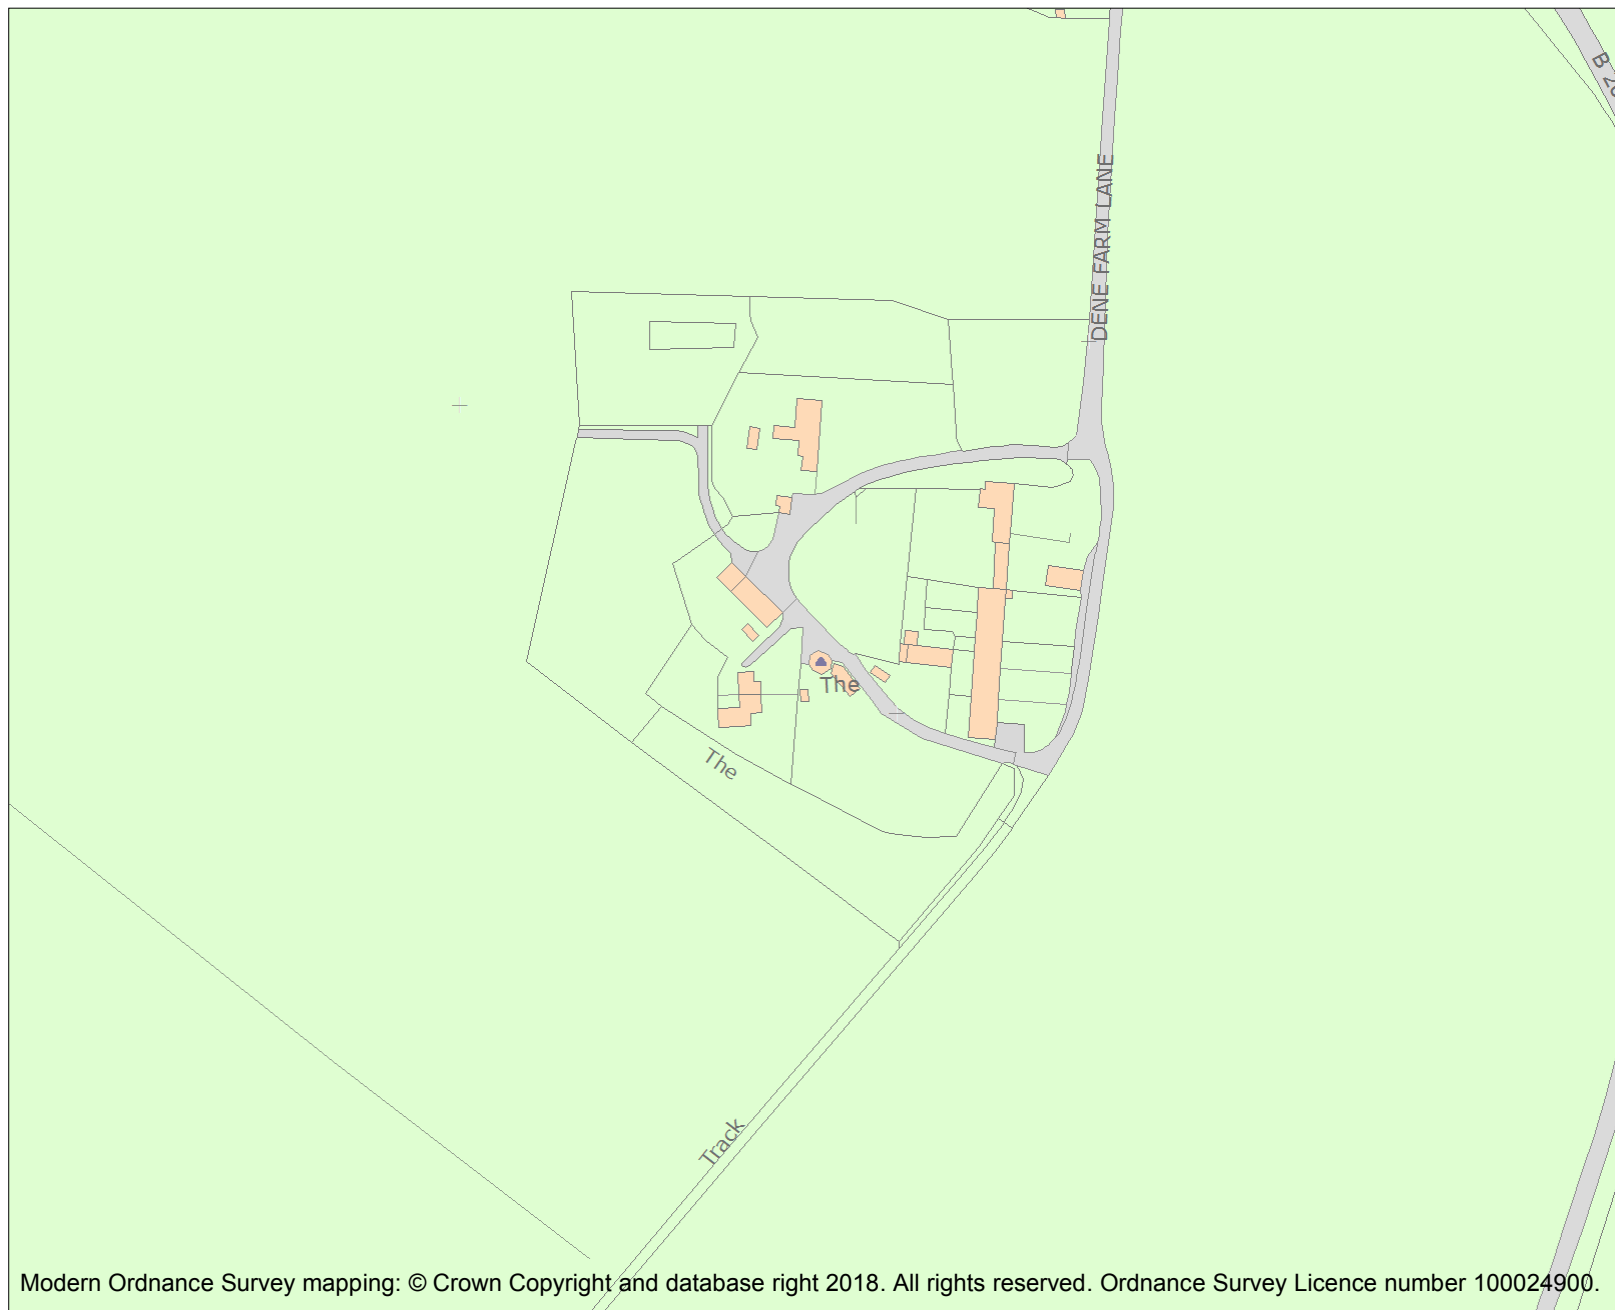 B
DENE FARM LANE
The
The
Track
Modern Ordnance Survey mapping: © Crown Copyright and database right 2018. All rights reserved. Ordnance Survey Licence number 100024900.